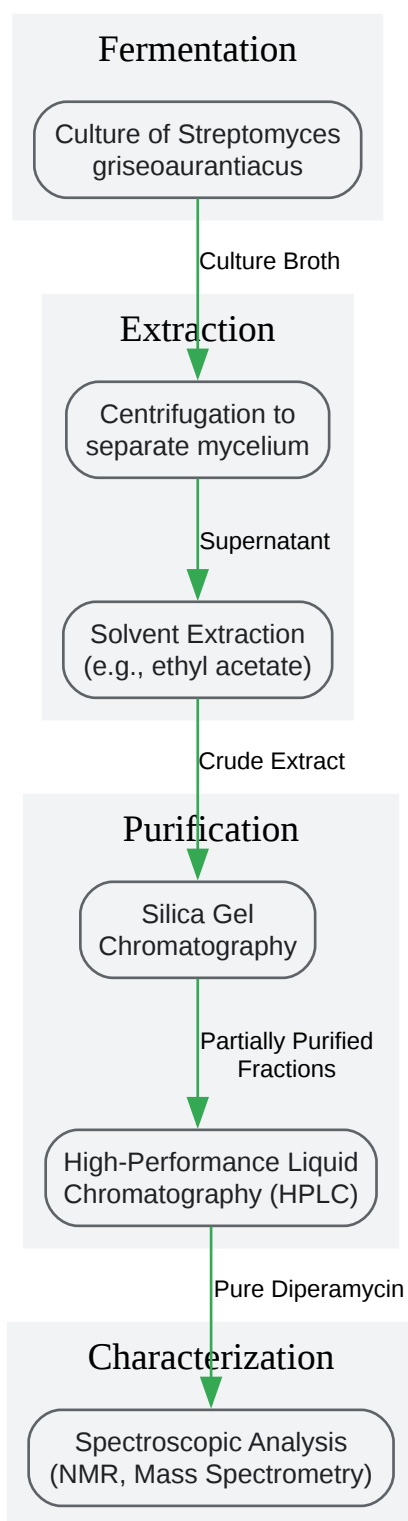 Fermentation
Culture of Streptomyces
griseoaurantiacus
Culture Broth
Extraction
Centrifugation to
separate mycelium
Supernatant
Solvent Extraction
(e.g., ethyl acetate)
Crude Extract
Purification
Silica Gel
Chromatography
Partially Purified
Fractions
High-Performance Liquid
Chromatography (HPLC)
Pure Diperamycin
Characterization
Spectroscopic Analysis
(NMR, Mass Spectrometry)